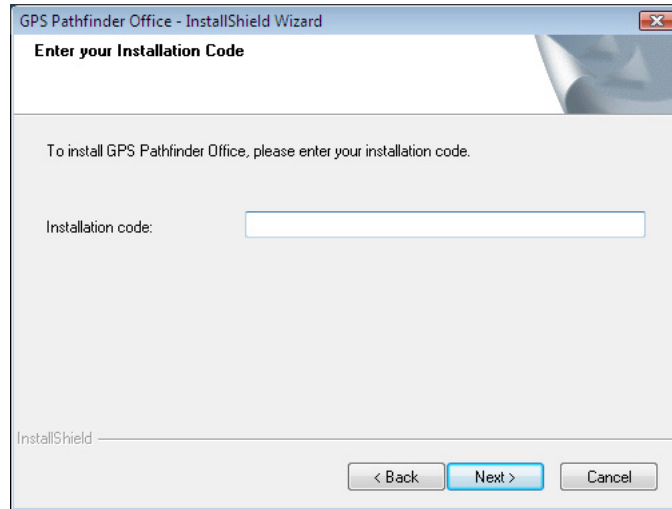 GPS Pathfinder Office - InstallShield Wizard
Enter your Installation Code
To install GPS Pathfinder Office, please enter your installation code.
Installation code:
InstallShield
< Back Next > Cancel